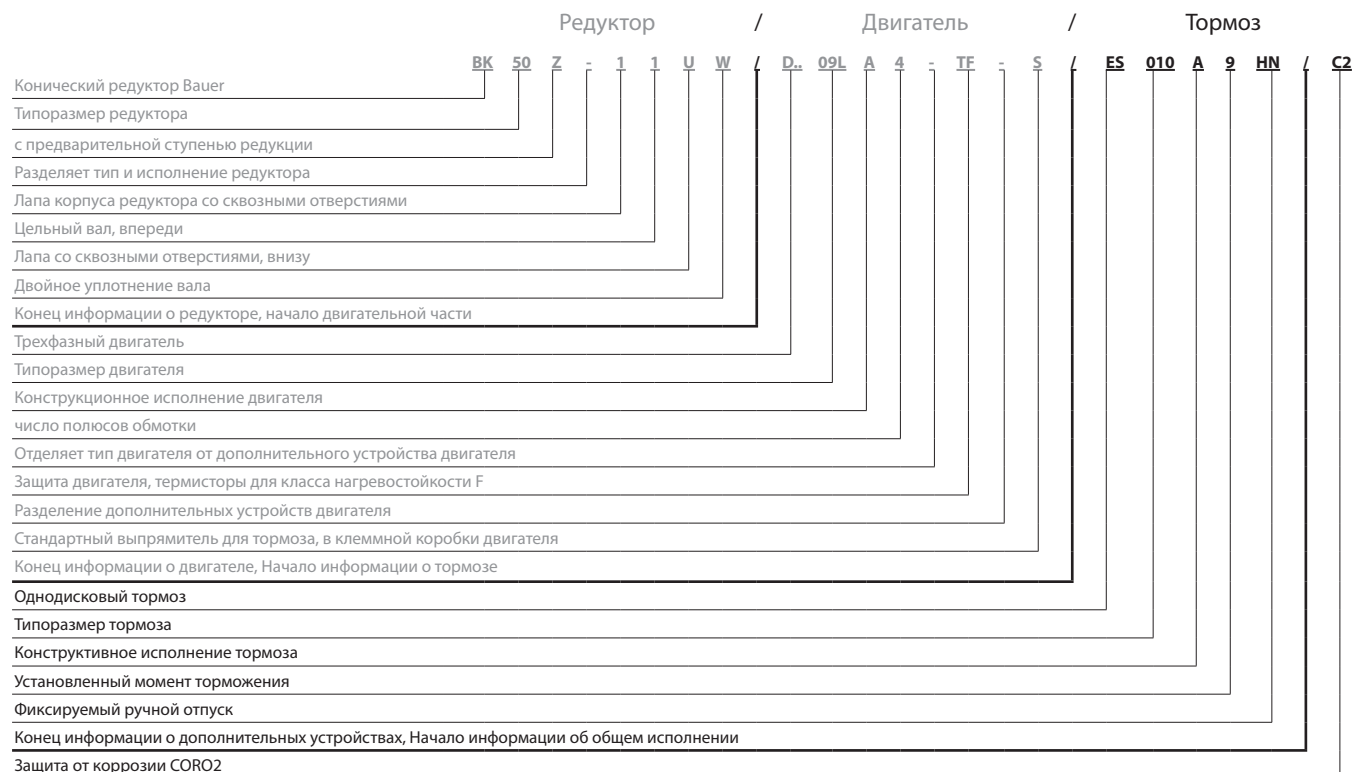 Редуктор / Двигатель / Тормоз
BK 50 Z - 1 1 U W / D.. 09L A 4 - TF - S / ES 010 A 9 HN / C2
Конический редуктор Bauer
Типоразмер редуктора
с предварительной ступенью редукции
Разделяет тип и исполнение редуктора
Лапа корпуса редуктора со сквозными отверстиями
Цельный вал, впереди
Лапа со сквозными отверстиями, внизу
Двойное уплотнение вала
Конец информации о редукторе, начало двигательной части
Трехфазный двигатель
Типоразмер двигателя
Конструкционное исполнение двигателя
число полюсов обмотки
Отделяет тип двигателя от дополнительного устройства двигателя
Защита двигателя, термисторы для класса нагревостойкости F
Разделение дополнительных устройств двигателя
Стандартный выпрямитель для тормоза, в клеммной коробки двигателя
Конец информации о двигателе, Начало информации о тормозе
Однодисковый тормоз
Типоразмер тормоза
Конструктивное исполнение тормоза
Установленный момент торможения
Фиксируемый ручной отпуск
Конец информации о дополнительных устройствах, Начало информации об общем исполнении
Защита от коррозии CORO2